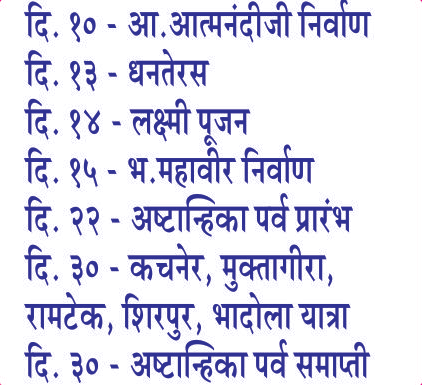 दि. १० - आ.आत्मनंदीजी निर्वाण
दि. १३ - धनतेरस
दि. १४ - लक्ष्मी पूजन
दि. १५ - भ.महावीर निर्वाण
दि. २२ - अष्टान्हिका पर्व प्रारंभ
दि. ३० - कचनेर, मुक्तागीरा,
रामटेक, शिरपुर, भादोला यात्रा
दि. ३० - अष्टान्हिका पर्व समाप्ती